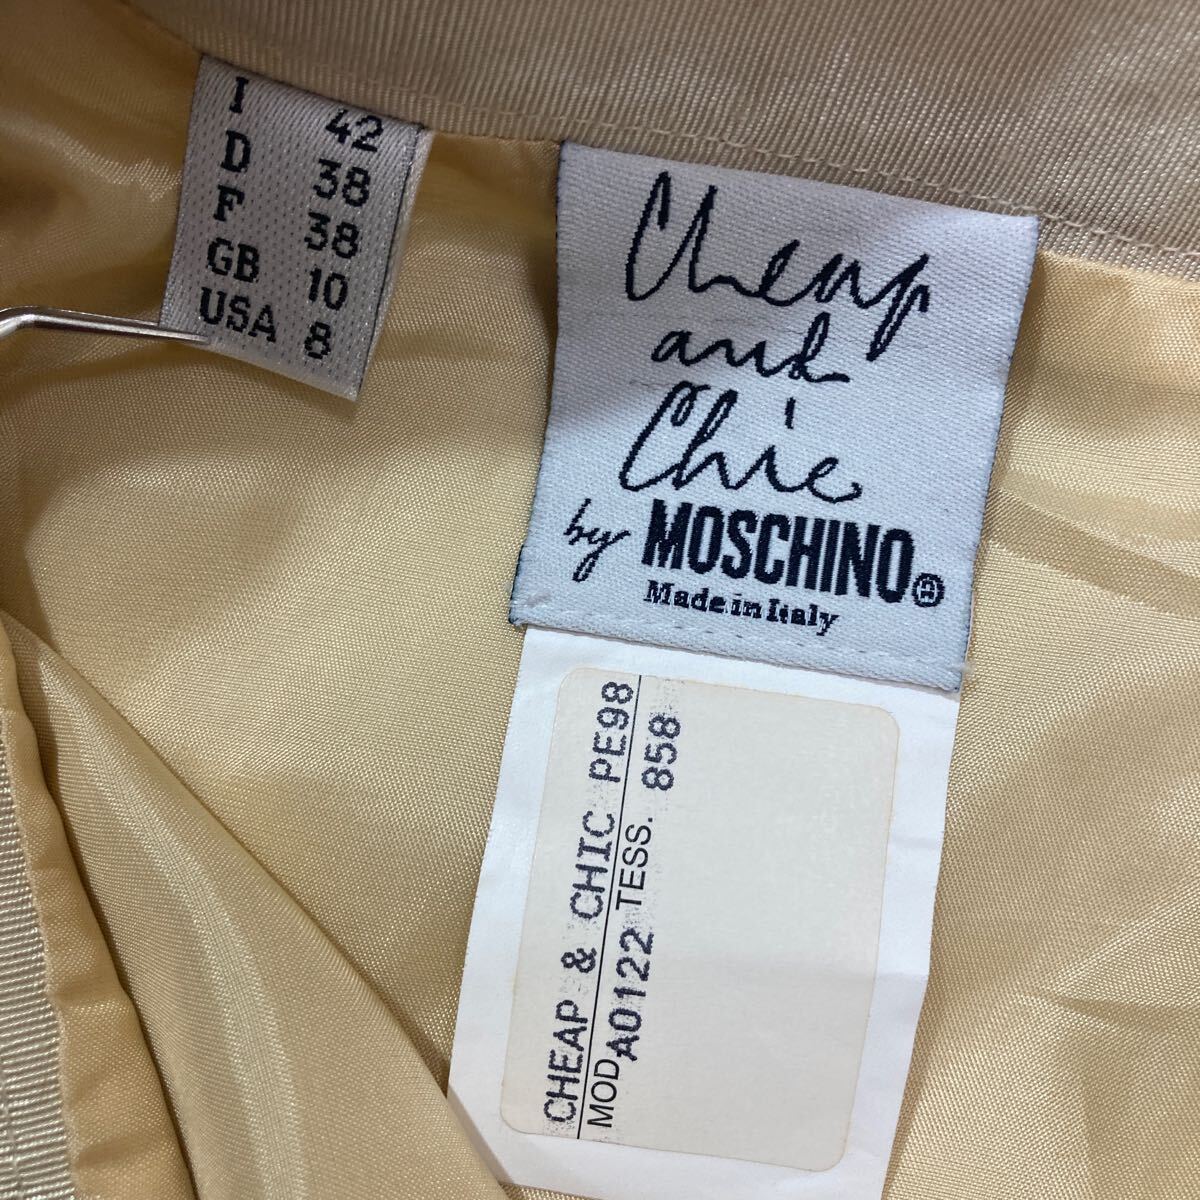 I 42
D 38
F 38
GB 10
USA 8
Cheap
and
Chic
by MOSCHINO®
Made in Italy
CHEAP & CHIC PE98
MOD A0122 TESS. 858